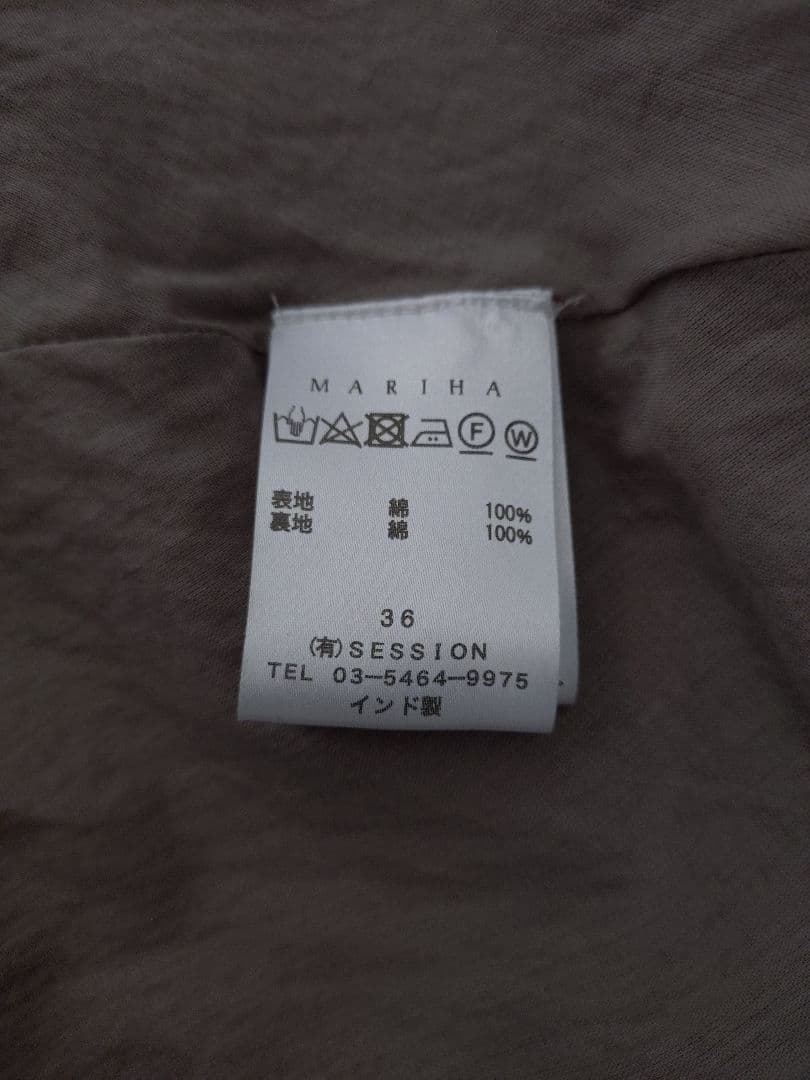 MARIHA
F W
表地 綿 100%
裏地 綿 100%
36
(有)SESSION
TEL 03-5464-9975
インド製